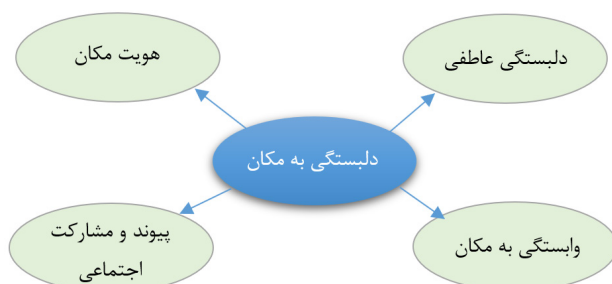 دلبستگی عاطفی
هویت مکان
دلبستگی به مکان
وابستگی به مکان
پیوند و مشارکت
اجتماعی